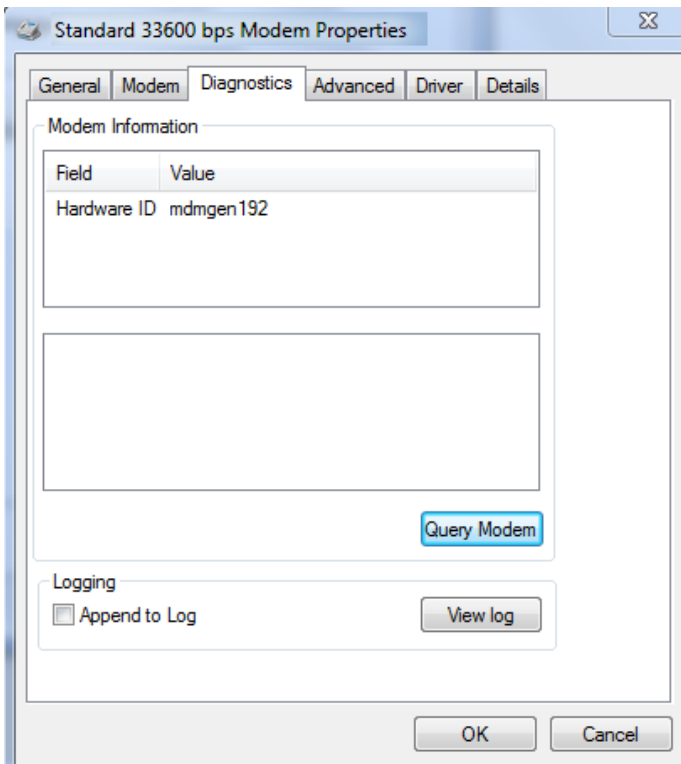 Standard 33600 bps Modem Properties
General Modem Diagnostics Advanced Driver Details
Modem Information
Field Value
Hardware ID mdmgen192
Query Modem
Logging
Append to Log View log
OK Cancel